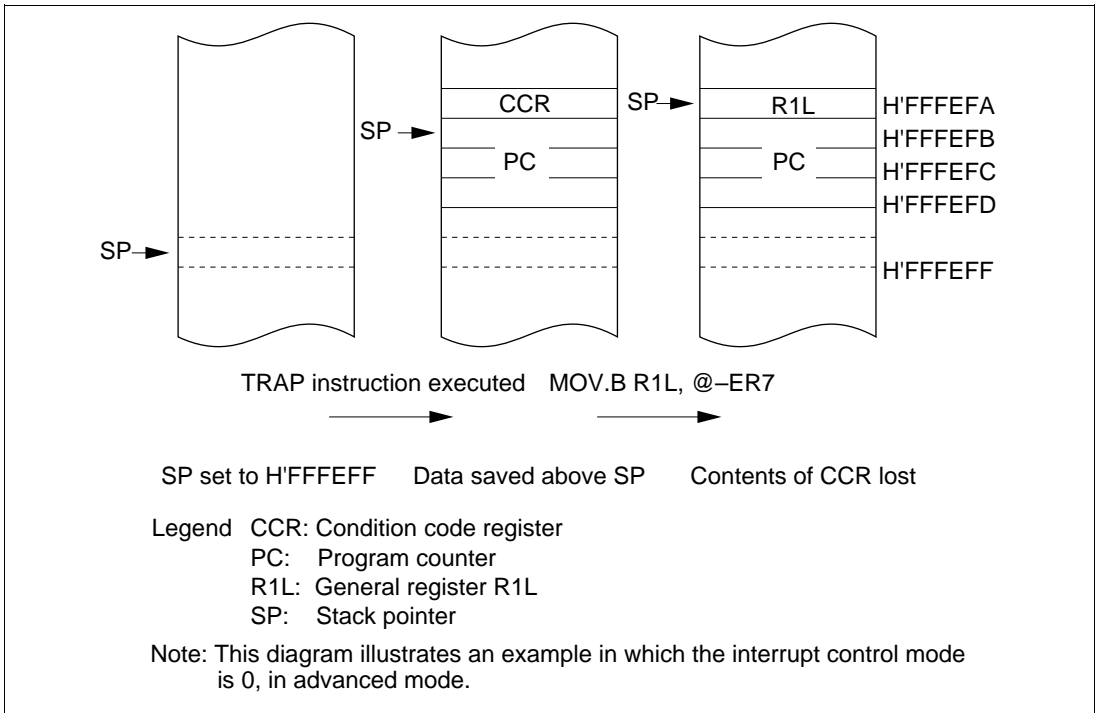 CCR
SP
R1L
H'FFFEFA
SP
H'FFFEFB
PC
PC
H'FFFEFC
H'FFFEFD
SP
H'FFFEFF
TRAP instruction executed
MOV.B R1L, @–ER7
SP set to H'FFFEFF
Data saved above SP
Contents of CCR lost
Legend CCR: Condition code register
PC: Program counter
R1L: General register R1L
SP: Stack pointer
Note: This diagram illustrates an example in which the interrupt control mode
is 0, in advanced mode.